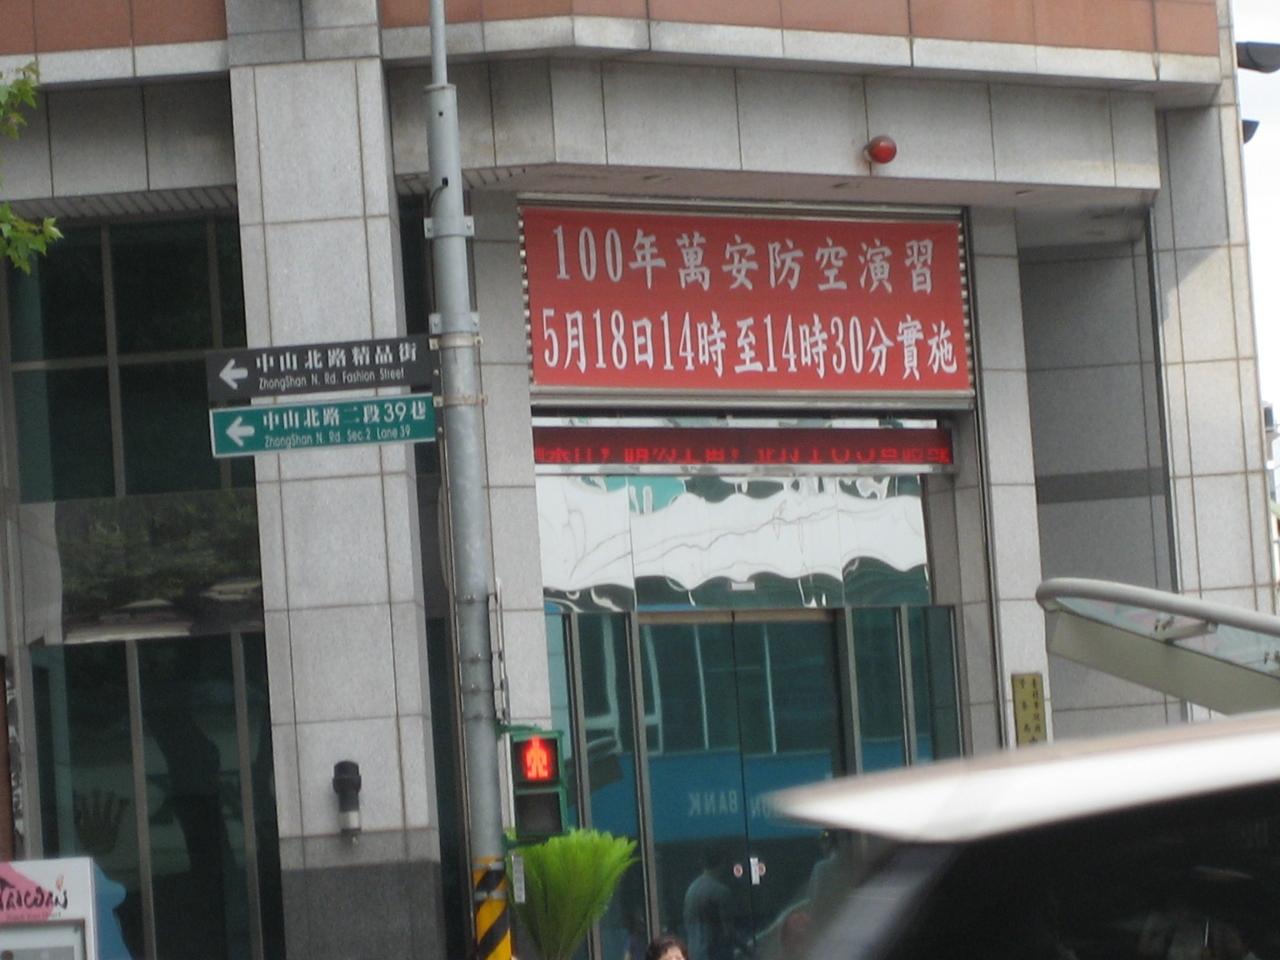 100年萬安防空演習
5月18日14時至14時30分實施
中山北路精品街
ZhongShan N. Rd. Fashion Street
中山北路二段39巷
ZhongShan N. Rd. Sec.2 Lane 39
BANK
TAIWAN